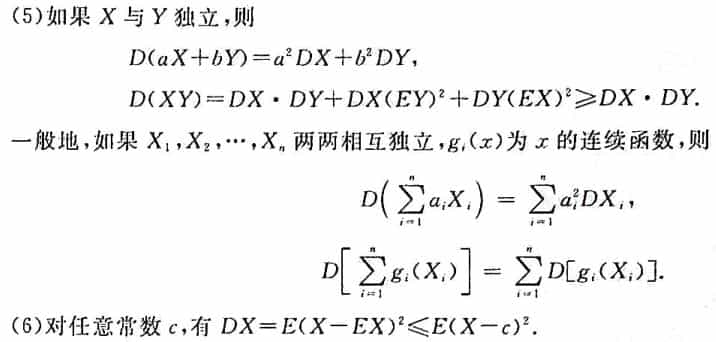 (5)如果 X 与 Y 独立,则
D(aX+bY)=a²DX+b²DY,
D(XY)=DX·DY+DX(EY)²+DY(EX)²⩾DX·DY.
一般地,如果 X₁,X₂,⋯,Xₙ 两两相互独立,gᵢ(x)为 x 的连续函数,则
D(∑ᵢ₌₁ⁿ aᵢXᵢ) = ∑ᵢ₌₁ⁿ aᵢ²DXᵢ,
D[∑ᵢ₌₁ⁿ gᵢ(Xᵢ)] = ∑ᵢ₌₁ⁿ D[gᵢ(Xᵢ)].
(6)对任意常数 c,有 DX=E(X−EX)²⩽E(X−c)².